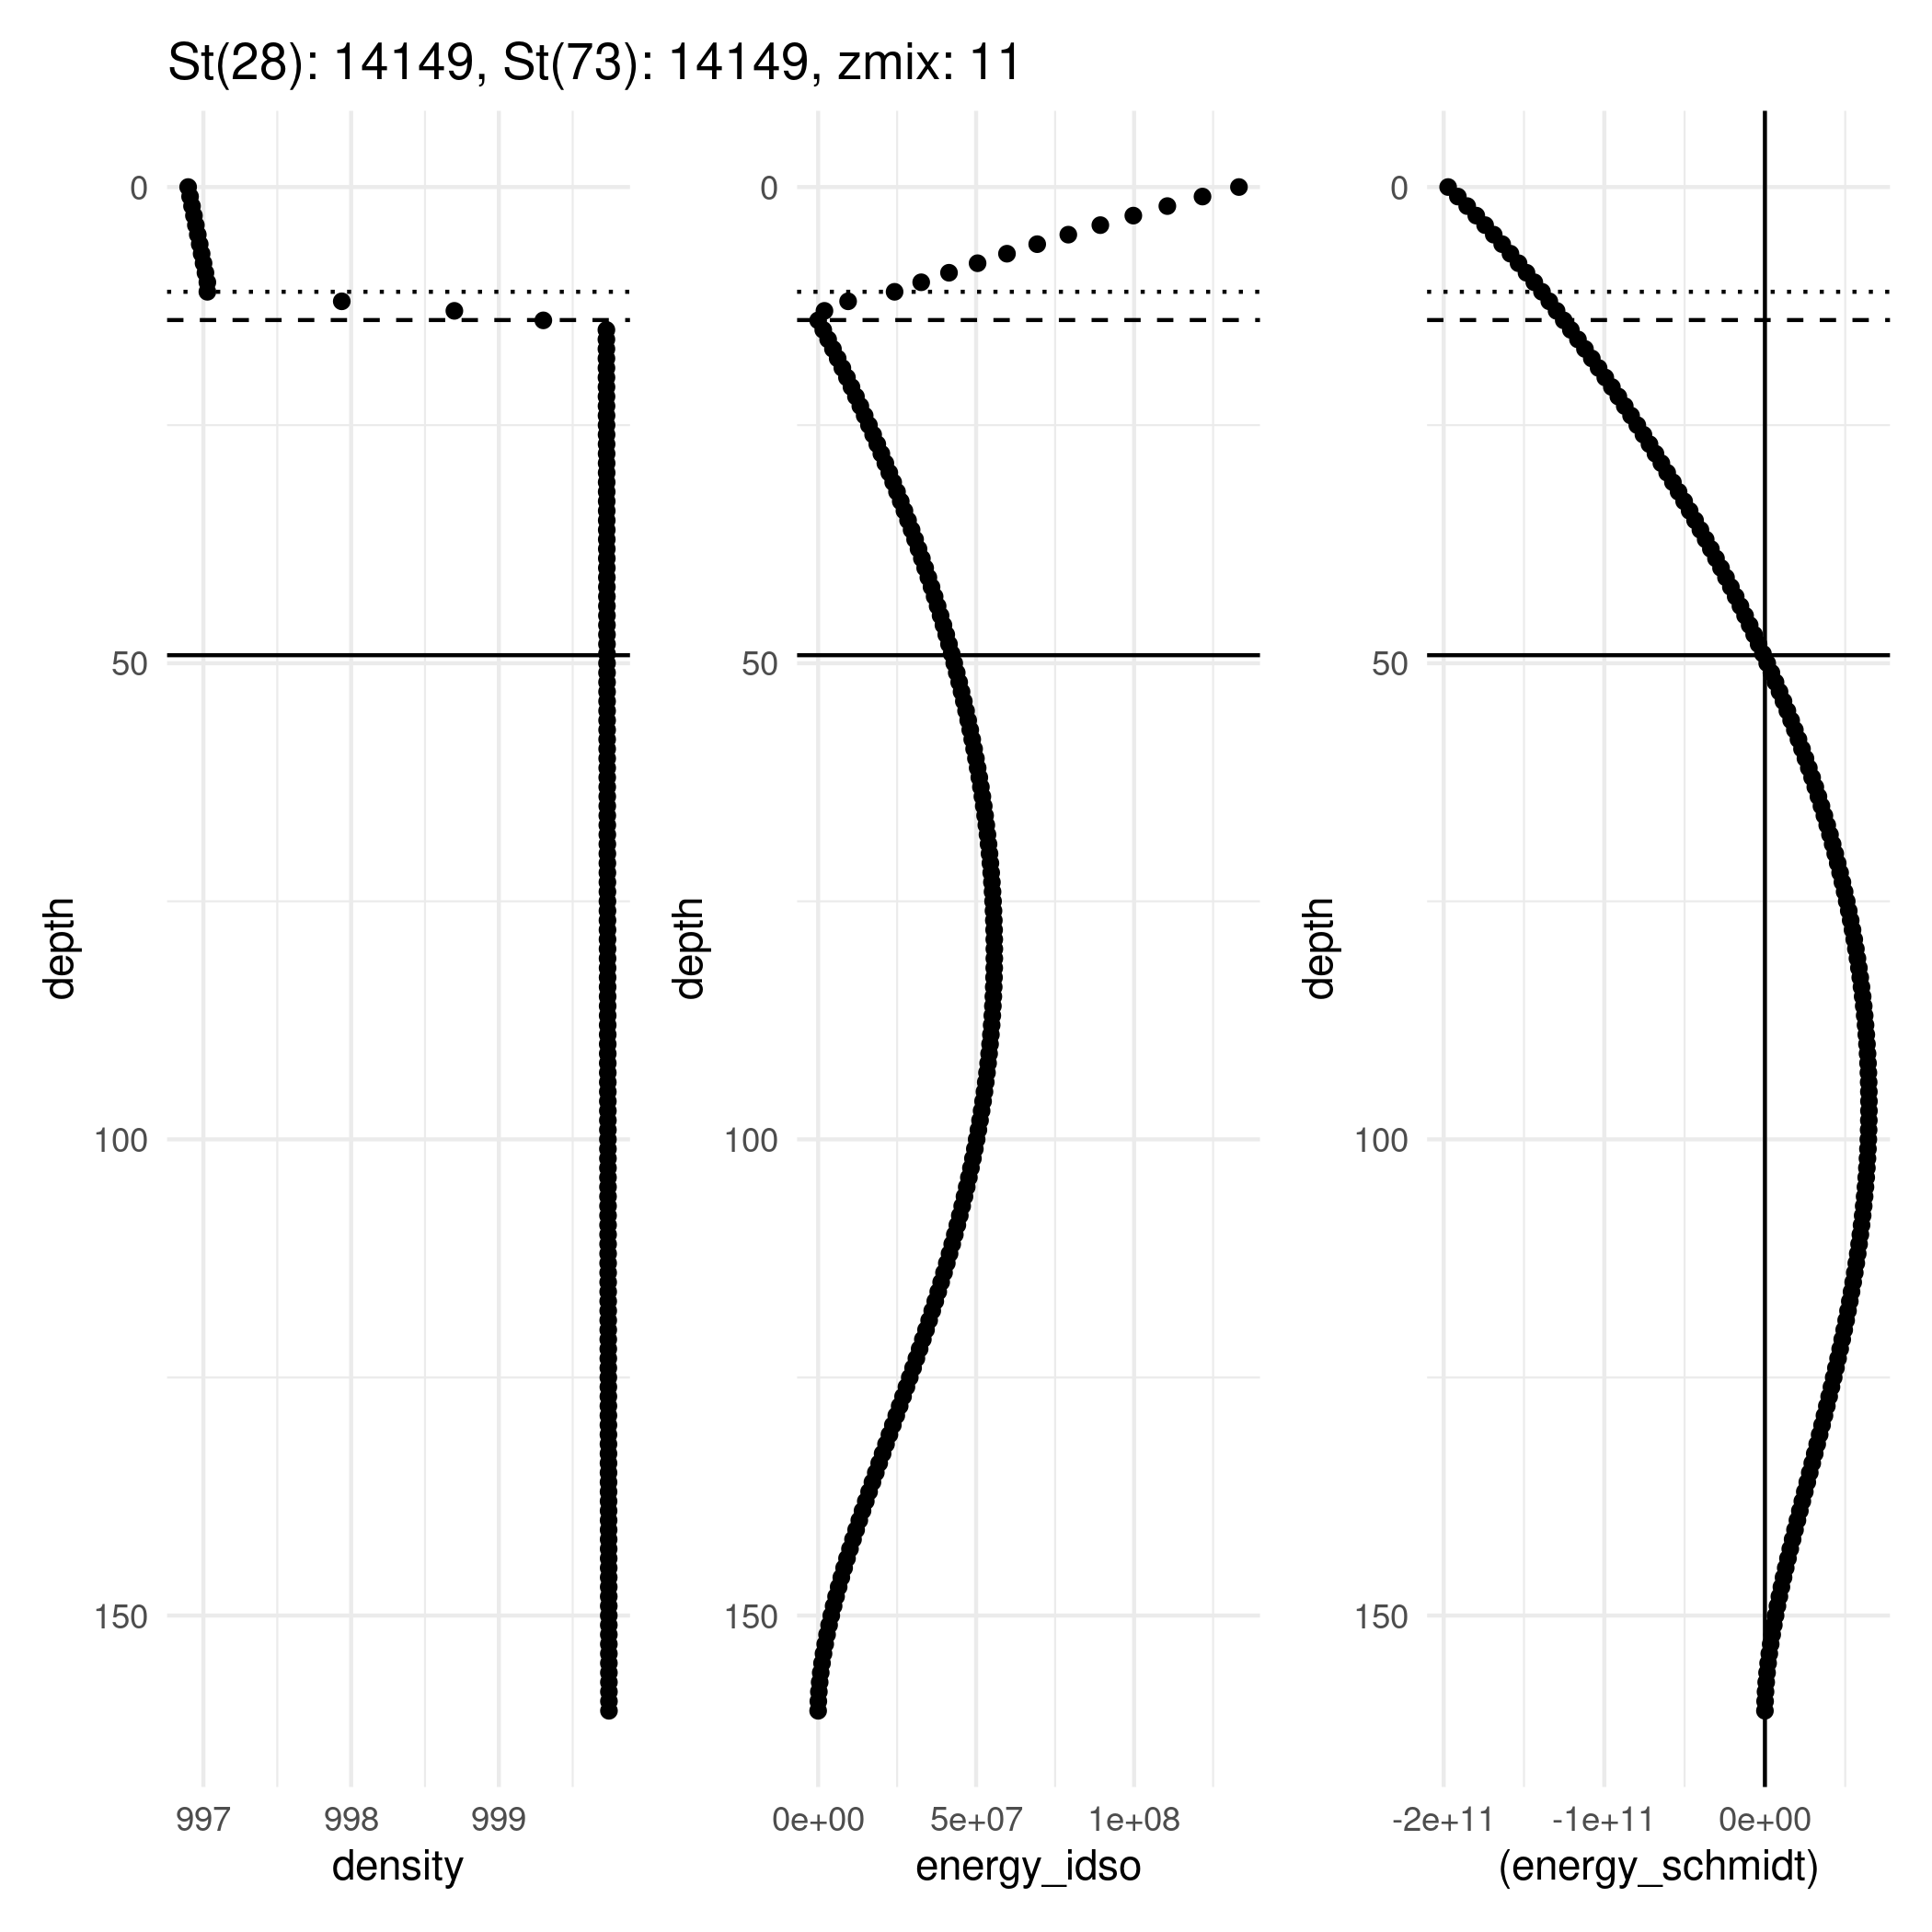 St(28): 14149, St(73): 14149, zmix: 11
0
50
100
150
depth
997
998
999
density
0
50
100
150
depth
0e+00
5e+07
1e+08
energy_idso
0
50
100
150
depth
-2e+11
-1e+11
0e+00
(energy_schmidt)